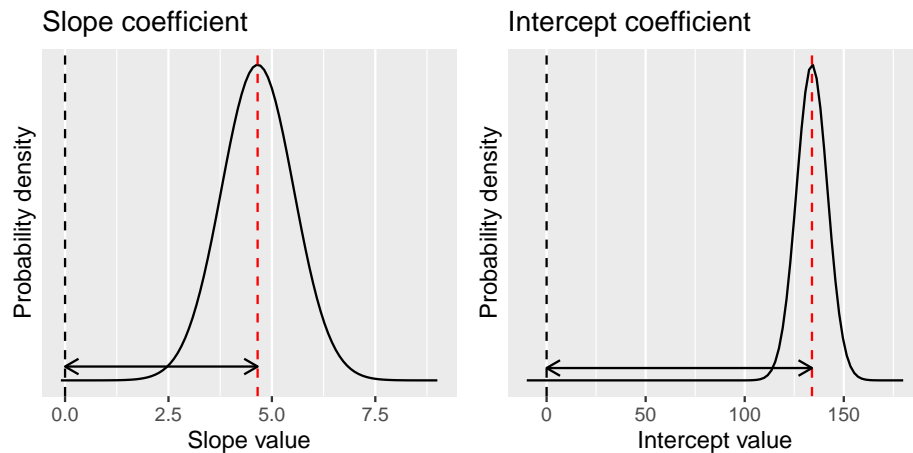 Slope coefficient
Probability density
0.0 2.5 5.0 7.5
Slope value
Intercept coefficient
Probability density
0 50 100 150
Intercept value